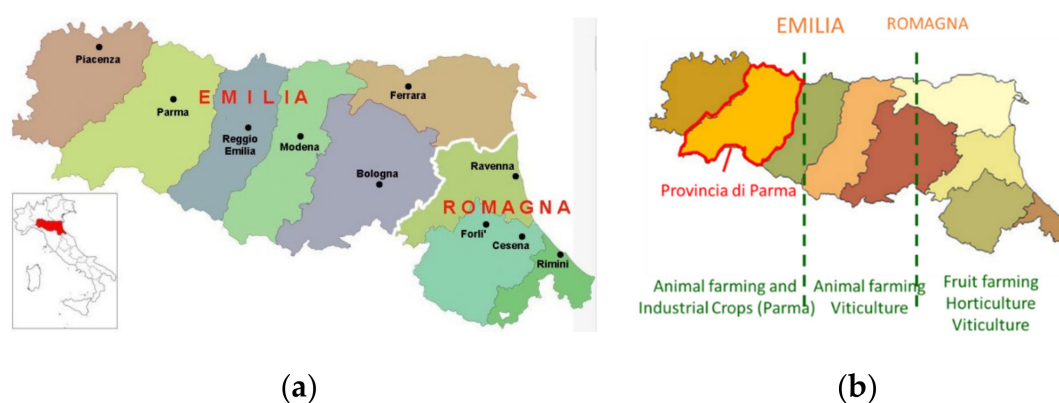 Piacenza
Parma
EMILIA
Reggio
Emilia
Modena
Ferrara
Bologna
Ravenna
ROMAGNA
Forli'
Cesena
Rimini
(a)
EMILIA
ROMAGNA
Provincia di Parma
Animal farming and
Industrial Crops (Parma)
Animal farming
Viticulture
Fruit farming
Horticulture
Viticulture
(b)